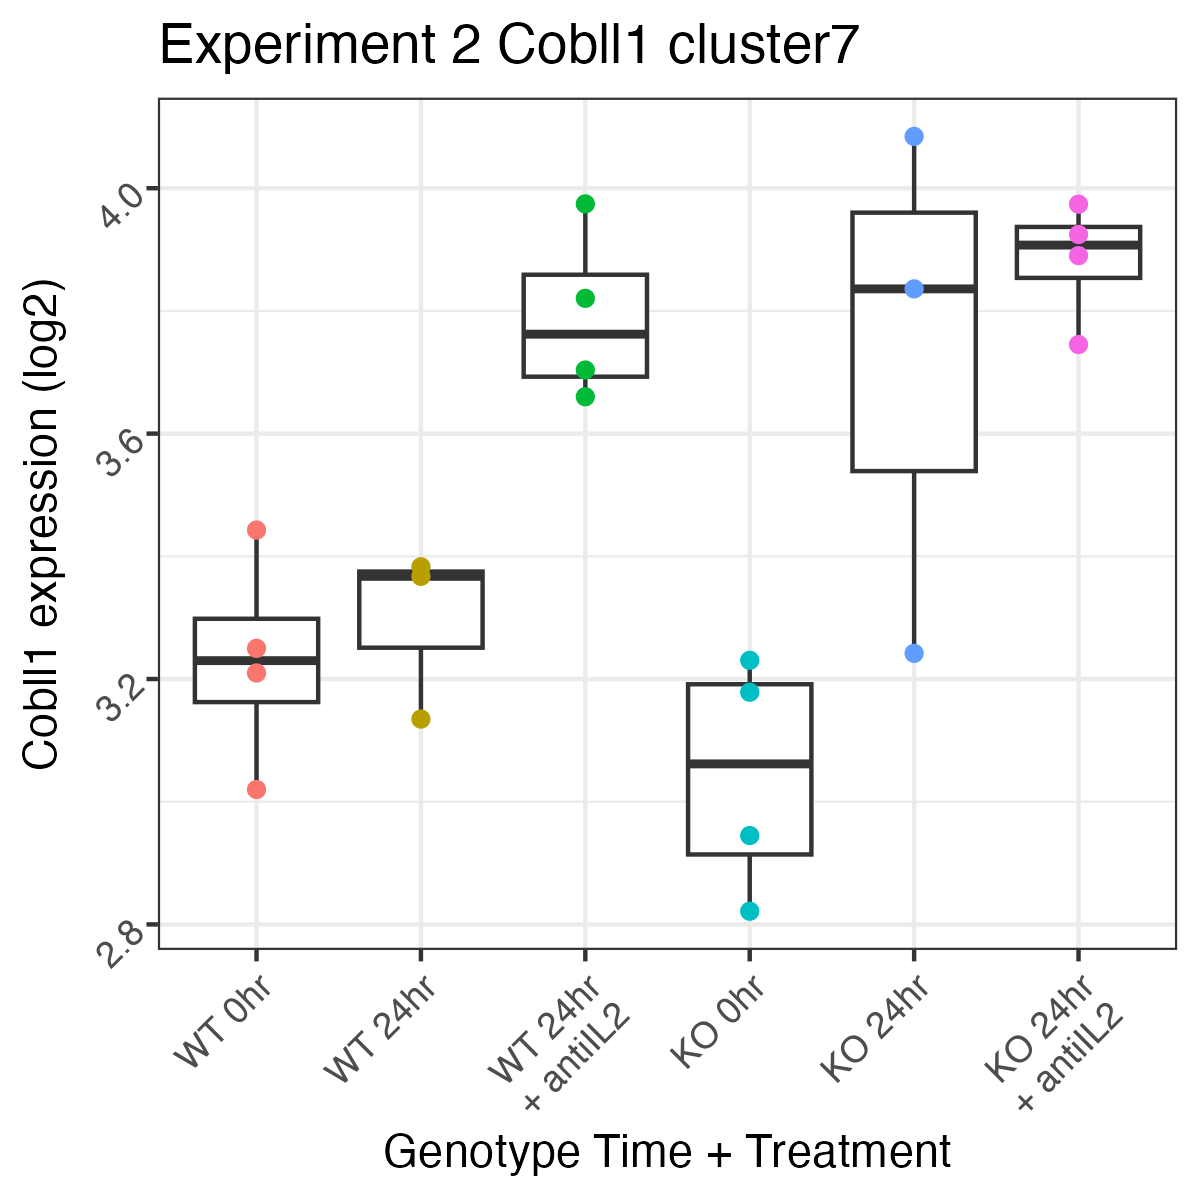 Experiment 2 Cobll1 cluster7
Cobll1 expression (log2)
4.0
3.6
3.2
2.8
WT 0hr
WT 24hr
WT 24hr
+ antiIL2
KO 0hr
KO 24hr
KO 24hr
+ antiIL2
Genotype Time + Treatment